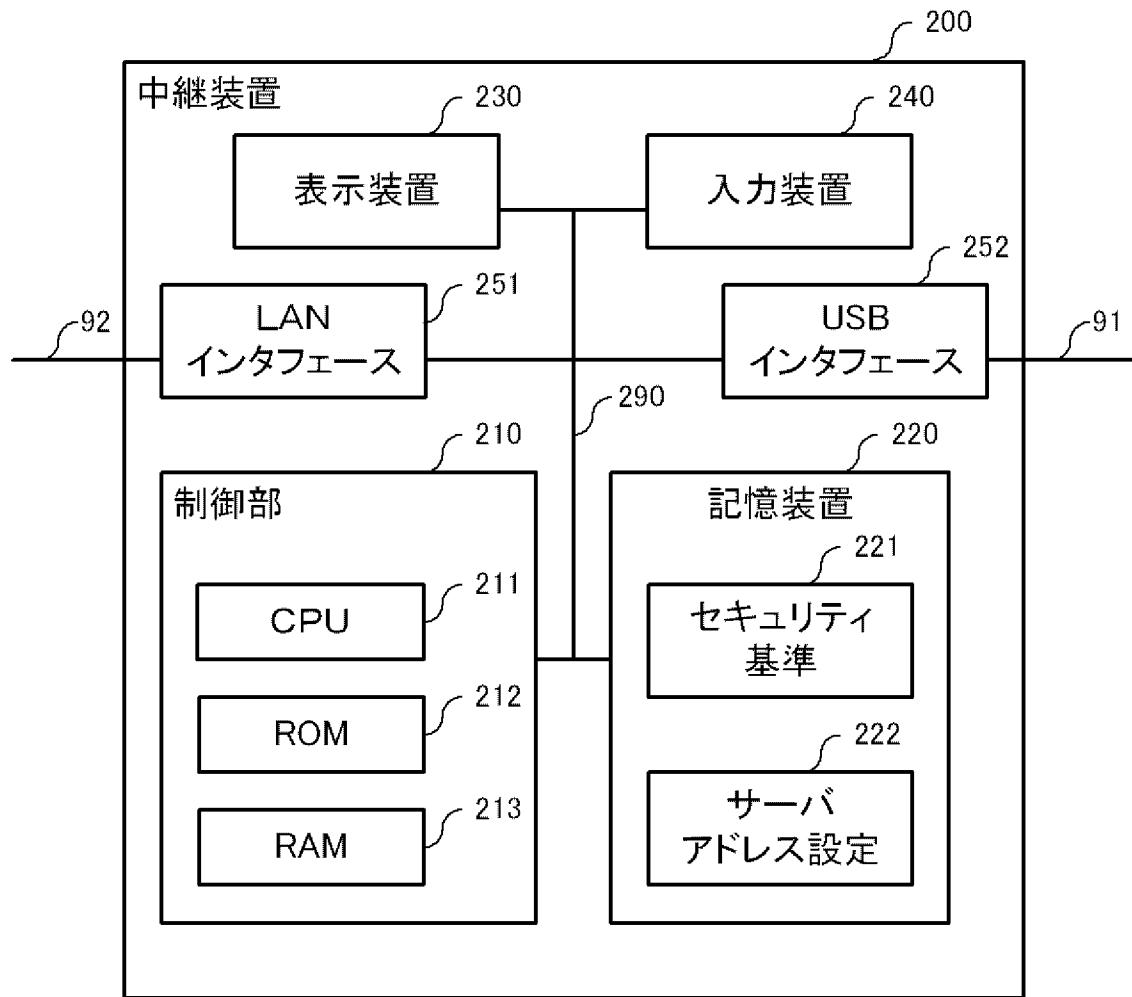 200
中継装置
230
240
表示装置
入力装置
252
251
LAN
インタフェース
USB
インタフェース
92
91
290
210
220
制御部
記憶装置
211
CPU
221
セキュリティ
基準
212
ROM
222
213
RAM
サーバ
アドレス設定